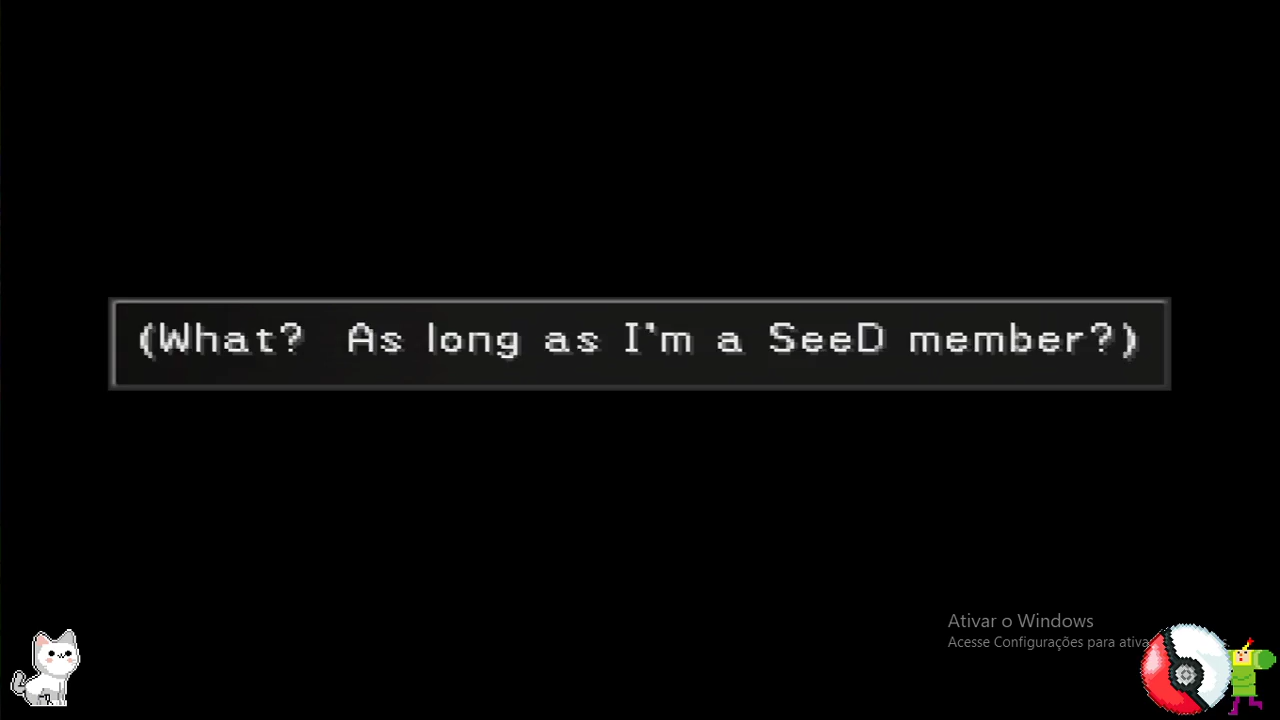 (What? As long as I'm a SeeD member?)
Ativar o Windows
Acesse Configurações para ativa